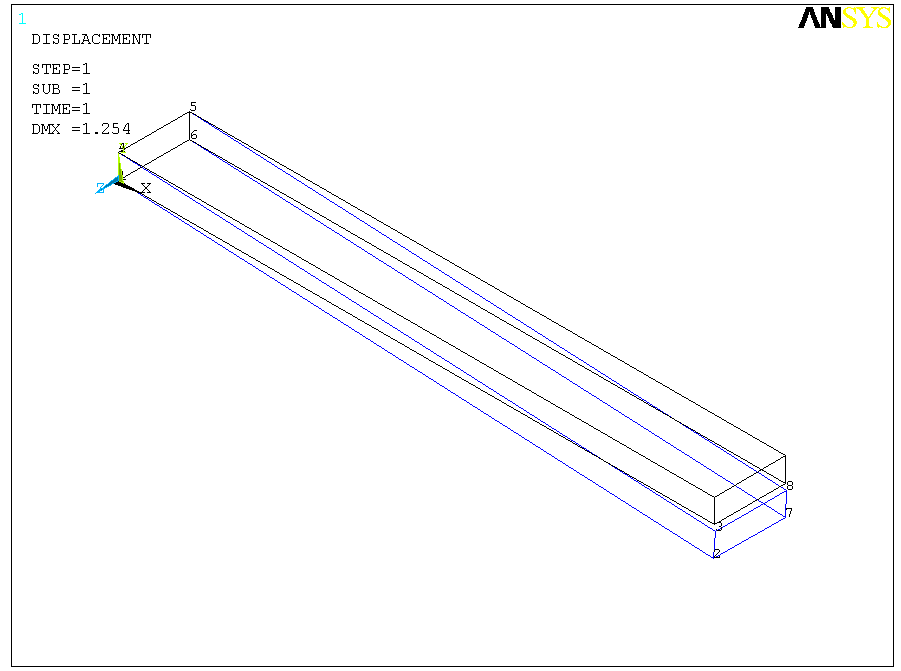 1
ANSYS
DISPLACEMENT
STEP=1
SUB =1
TIME=1
DMX =1.254
5
6
4
Z
X
8
3
7
2